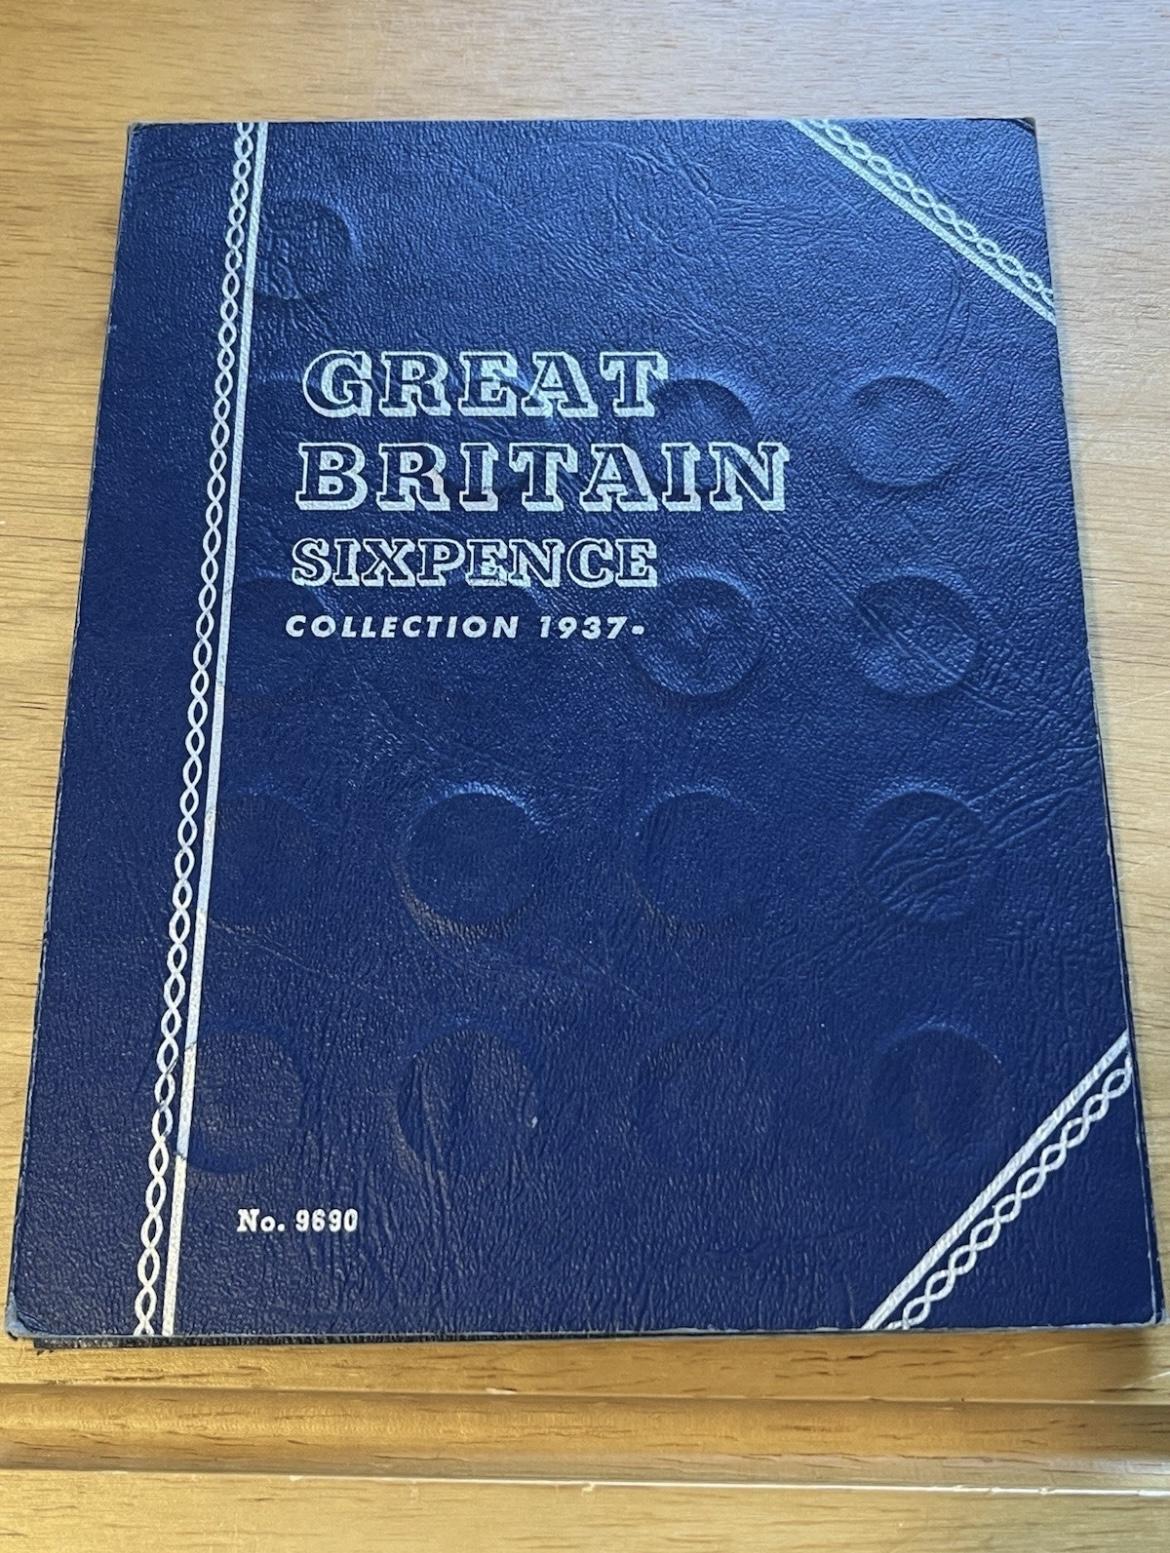 GREAT
BRITAIN
SIXPENCE
COLLECTION 1937-
No. 9690